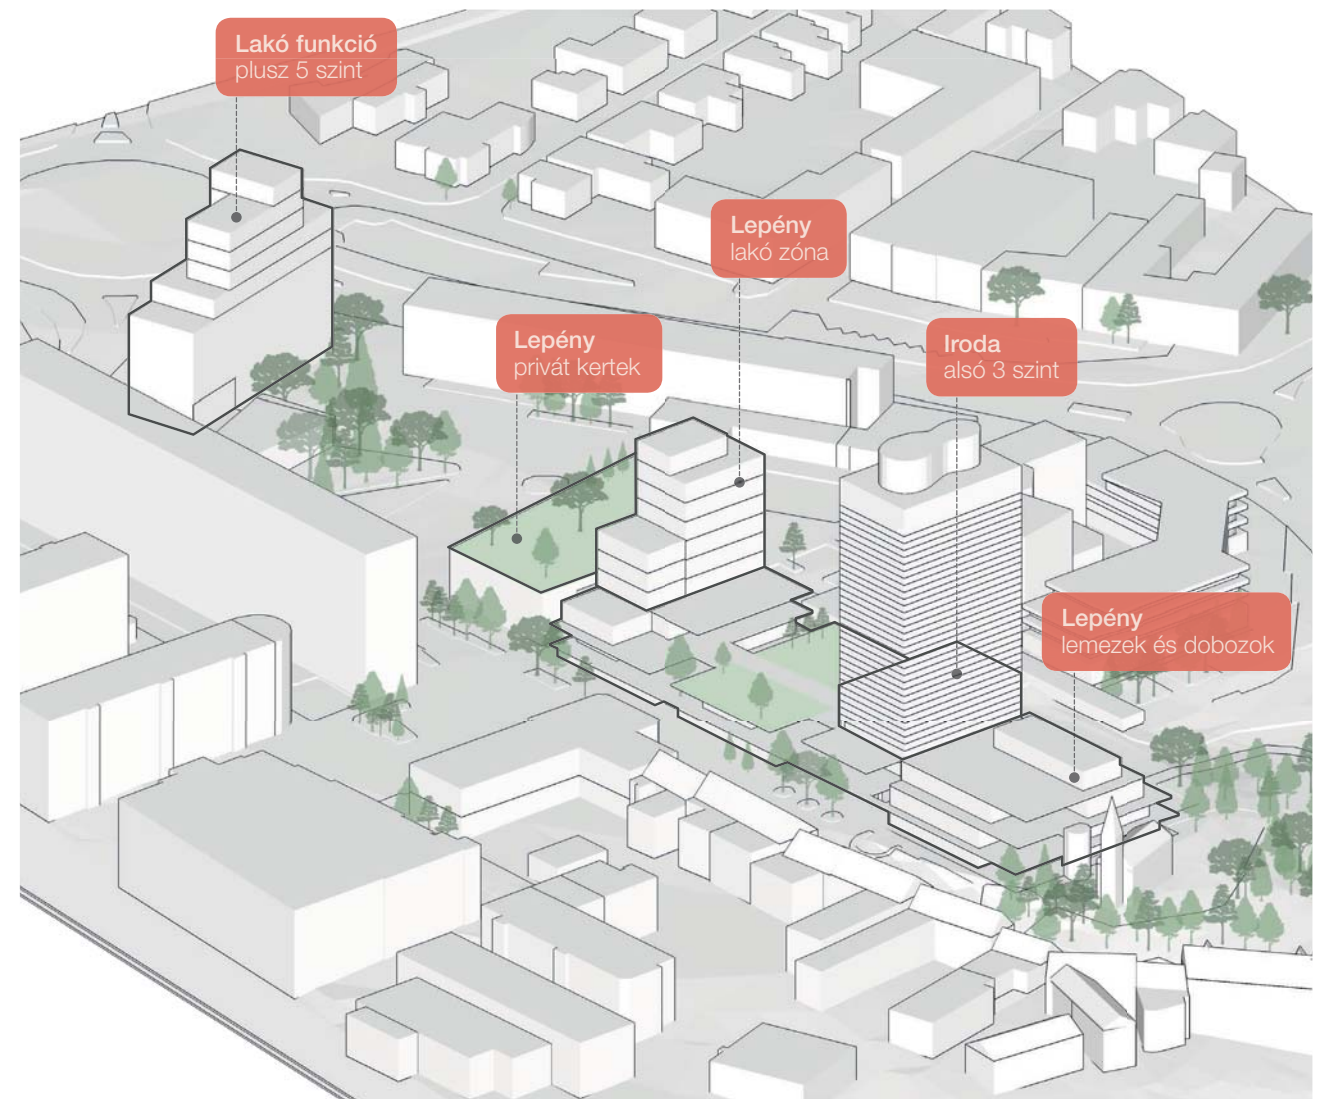 Lakó funkció
plusz 5 szint
Lepény
lakó zóna
Lepény
privát kertek
Iroda
alsó 3 szint
Lepény
lemezek és dobozok